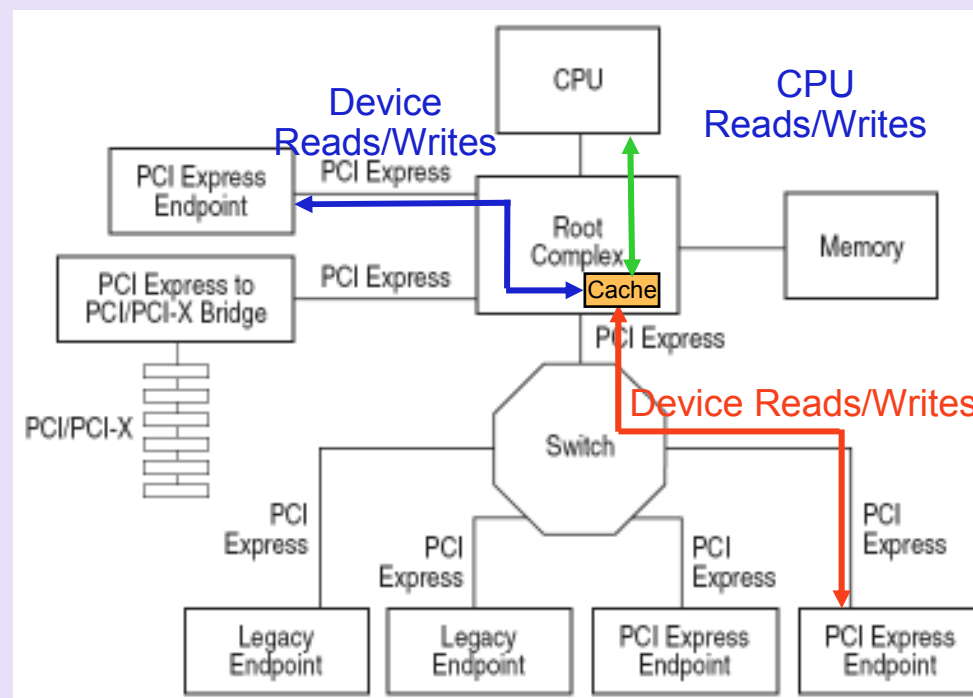 CPU
CPU
Reads/Writes
Device
Reads/Writes
PCI Express
PCI Express
Endpoint
Root
Complex
Memory
Cache
PCI Express to
PCI/PCI-X Bridge
PCI Express
PCI Express
Device Reads/Writes
PCI/PCI-X
Switch
PCI
Express
PCI
Express
PCI
Express
PCI
Express
Legacy
Endpoint
Legacy
Endpoint
PCI Express
Endpoint
PCI Express
Endpoint